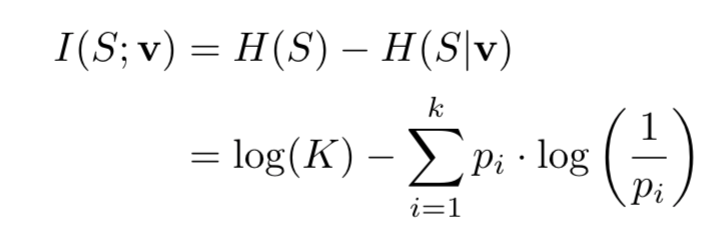 I(S; v) = H(S) − H(S|v)
= log(K) − ∑_{i=1}^{k} p_i · log(1/p_i)